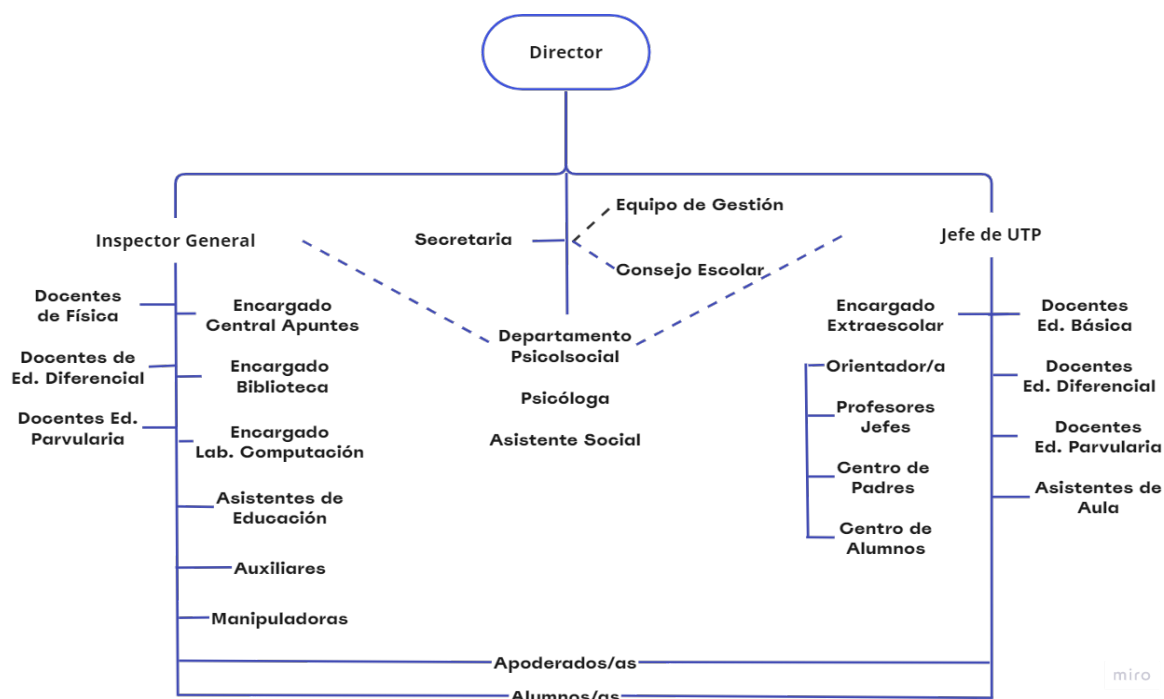 Director
Equipo de Gestión
Secretaria
Consejo Escolar
Inspector General
Jefe de UTP
Docentes
de Física
Docentes de
Ed. Diferencial
Docentes Ed.
Parvularia
Encargado
Central Apuntes
Encargado
Biblioteca
Encargado
Lab. Computación
Asistentes de
Educación
Auxiliares
Manipuladoras
Departamento
Psicolsocial
Psicóloga
Asistente Social
Encargado
Extraescolar
Orientador/a
Profesores
Jefes
Centro de
Padres
Centro de
Alumnos
Docentes
Ed. Básica
Docentes
Ed. Diferencial
Docentes
Ed. Parvularia
Asistentes de
Aula
Apoderados/as
Alumnos/as
miro